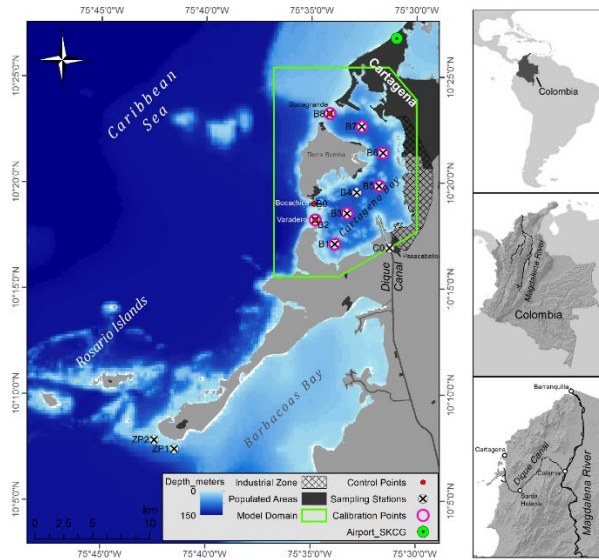 75°45'0"W
75°40'0"W
75°35'0"W
75°30'0"W
10°25'0"N
10°20'0"N
10°15'0"N
10°10'0"N
10°5'0"N
Caribbean
Sea
Cartagena
Bocagrande
B8
B7
Tierra Bomba
B6
B5
B4
Bocachica
B0
B3
Cartagena Bay
Varadero
B2
B1
C0
Pasacaballo
Dique
Canal
Rosario Islands
Barbacoas Bay
ZP2
ZP1
Depth_meters
0
150
Industrial Zone
Populated Areas
Model Domain
Control Points
Sampling Stations
Calibration Points
Airport_SKCG
0
2.5
5
10
km
75°45'0"W
75°40'0"W
75°35'0"W
75°30'0"W
10°25'0"N
10°20'0"N
10°15'0"N
10°10'0"N
10°5'0"N
Colombia
Magdalena River
Colombia
Barranquilla
Cartagena
Dique Canal
Calamar
Santa
Helena
Magdalena River